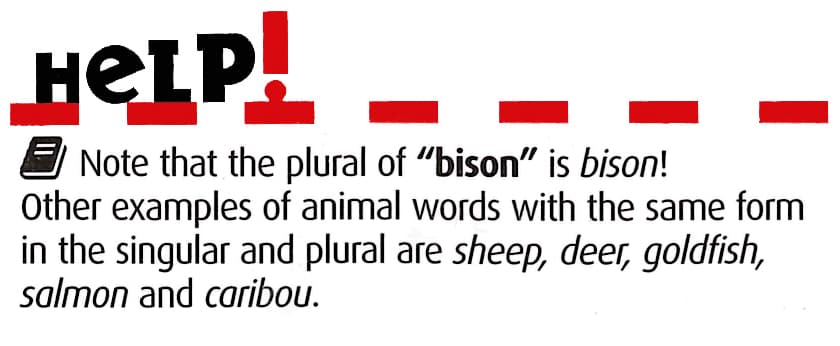 HeLP!
Note that the plural of “bison” is bison!
Other examples of animal words with the same form
in the singular and plural are sheep, deer, goldfish,
salmon and caribou.